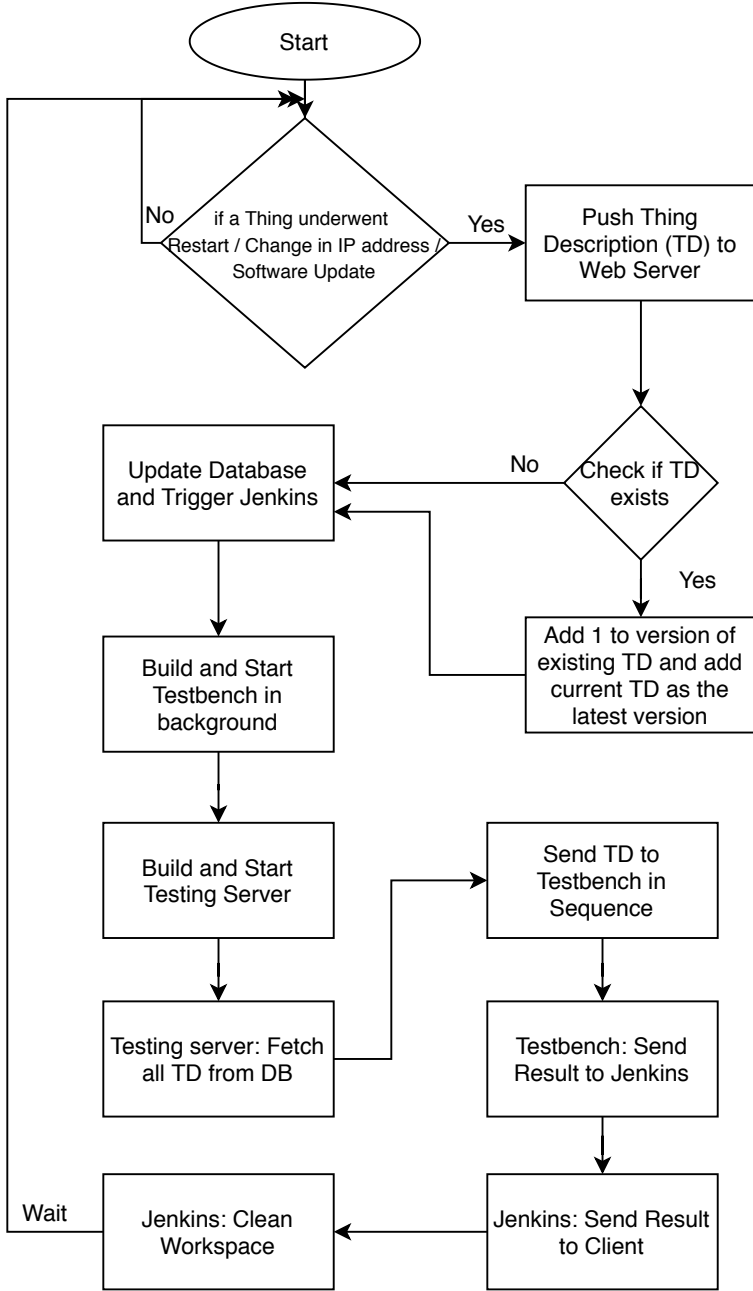 Start
No
if a Thing underwent
Restart / Change in IP address /
Software Update
Yes
Push Thing
Description (TD) to
Web Server
Check if TD
exists
No
Yes
Update Database
and Trigger Jenkins
Add 1 to version of
existing TD and add
current TD as the
latest version
Build and Start
Testbench in
background
Build and Start
Testing Server
Testing server: Fetch
all TD from DB
Send TD to
Testbench in
Sequence
Testbench: Send
Result to Jenkins
Jenkins: Send Result
to Client
Jenkins: Clean
Workspace
Wait